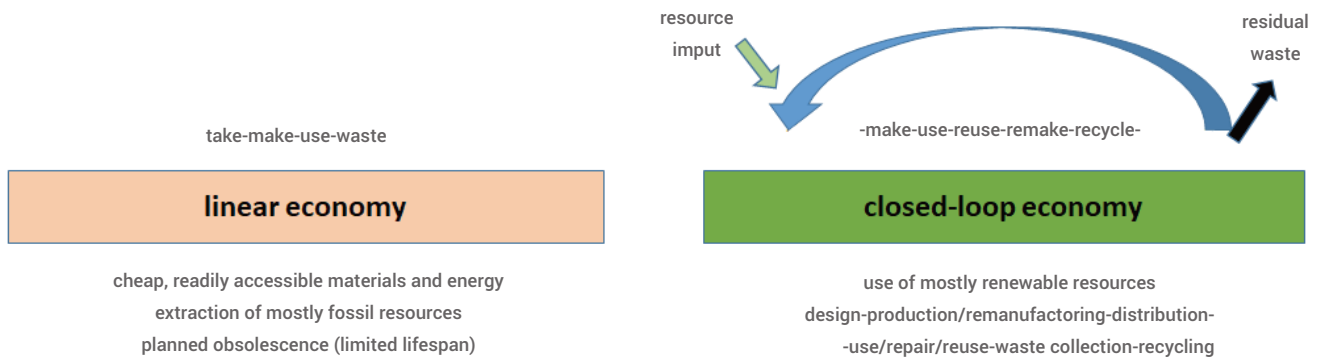 take-make-use-waste
linear economy
cheap, readily accessible materials and energy
extraction of mostly fossil resources
planned obsolescence (limited lifespan)
resource
imput
residual
waste
-make-use-reuse-remake-recycle-
closed-loop economy
use of mostly renewable resources
design-production/remanufactoring-distribution-
-use/repair/reuse-waste collection-recycling